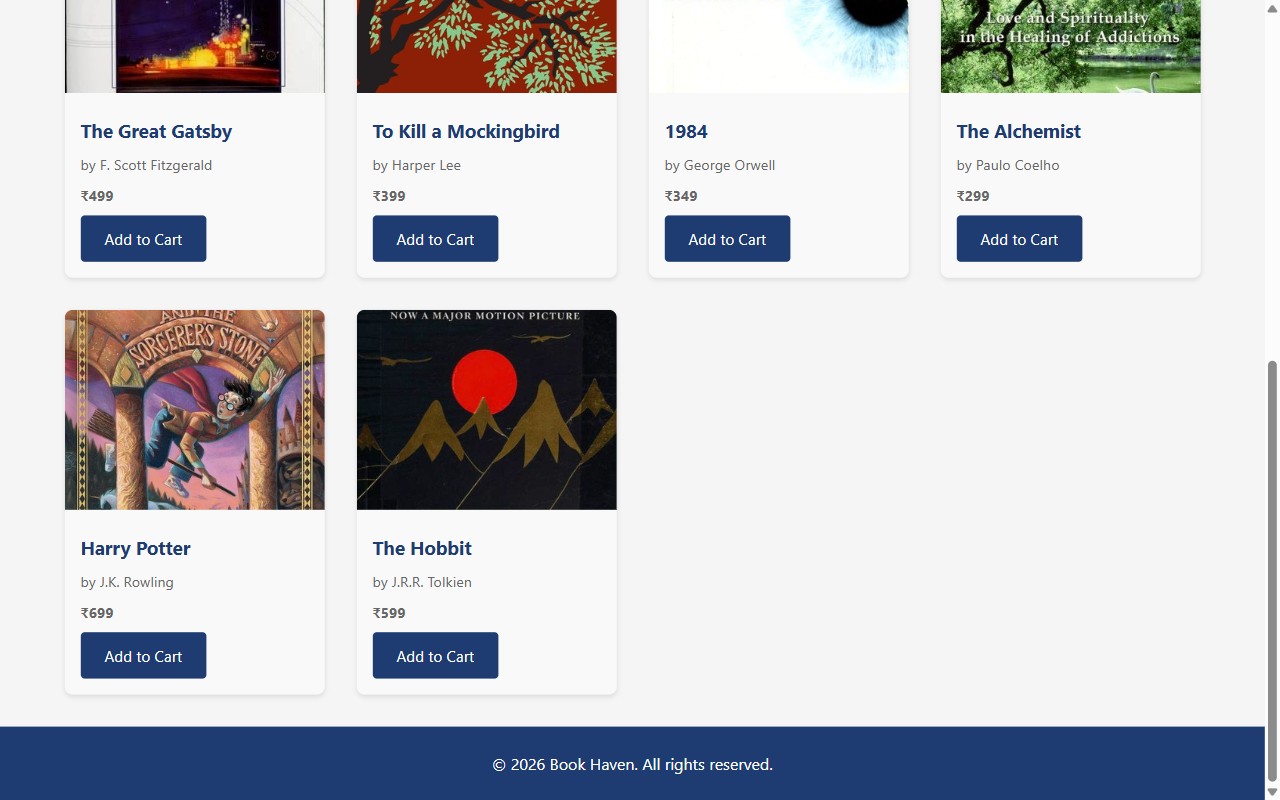 Love and Spirituality
in the Healing of Addictions
The Great Gatsby
by F. Scott Fitzgerald
₹499
Add to Cart
To Kill a Mockingbird
by Harper Lee
₹399
Add to Cart
1984
by George Orwell
₹349
Add to Cart
The Alchemist
by Paulo Coelho
₹299
Add to Cart
AND THE
SORCERER'S STONE
Harry Potter
by J.K. Rowling
₹699
Add to Cart
NOW A MAJOR MOTION PICTURE
The Hobbit
by J.R.R. Tolkien
₹599
Add to Cart
© 2026 Book Haven. All rights reserved.